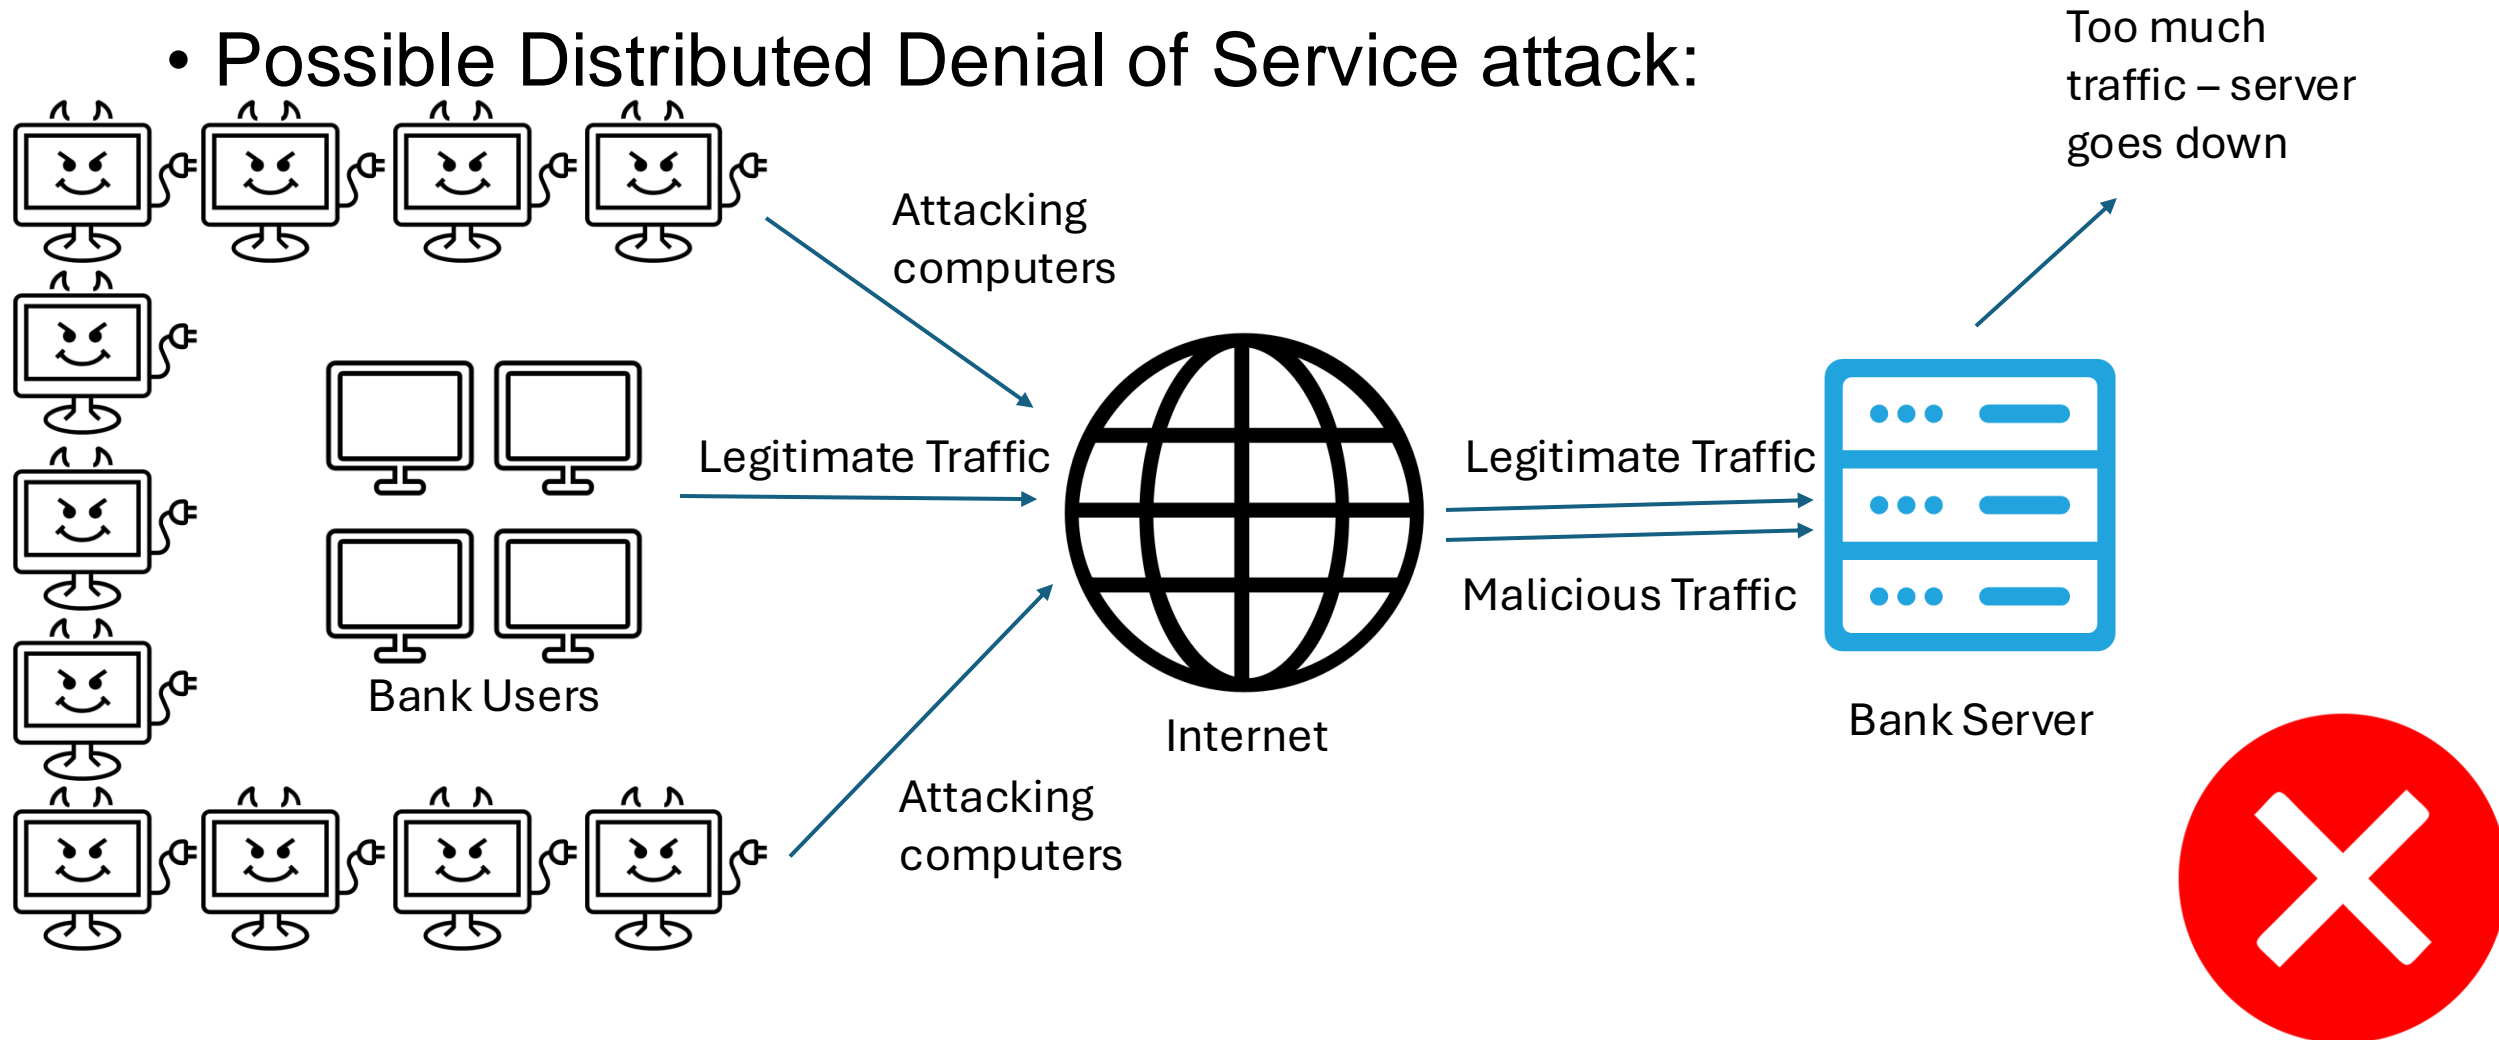 • Possible Distributed Denial of Service attack:
Too much
traffic – server
goes down
Attacking
computers
Legitimate Traffic
Legitimate Traffic
Malicious Traffic
Bank Users
Internet
Bank Server
Attacking
computers